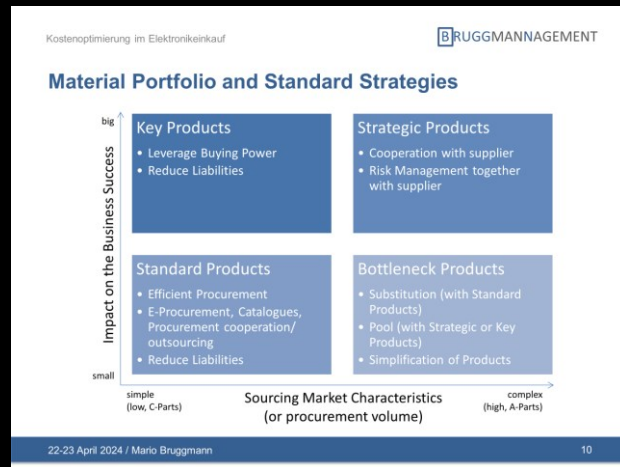 Kostenoptimierung im Elektronikeinkauf
BRUGGMANNAGEMENT
Material Portfolio and Standard Strategies
big
Impact on the Business Success
small
Key Products
• Leverage Buying Power
• Reduce Liabilities
Strategic Products
• Cooperation with supplier
• Risk Management together
with supplier
Standard Products
• Efficient Procurement
• E-Procurement, Catalogues,
Procurement cooperation/
outsourcing
• Reduce Liabilities
Bottleneck Products
• Substitution (with Standard
Products)
• Pool (with Strategic or Key
Products)
• Simplification of Products
simple
(low, C-Parts)
Sourcing Market Characteristics
(or procurement volume)
complex
(high, A-Parts)
22-23 April 2024 / Mario Bruggmann
10